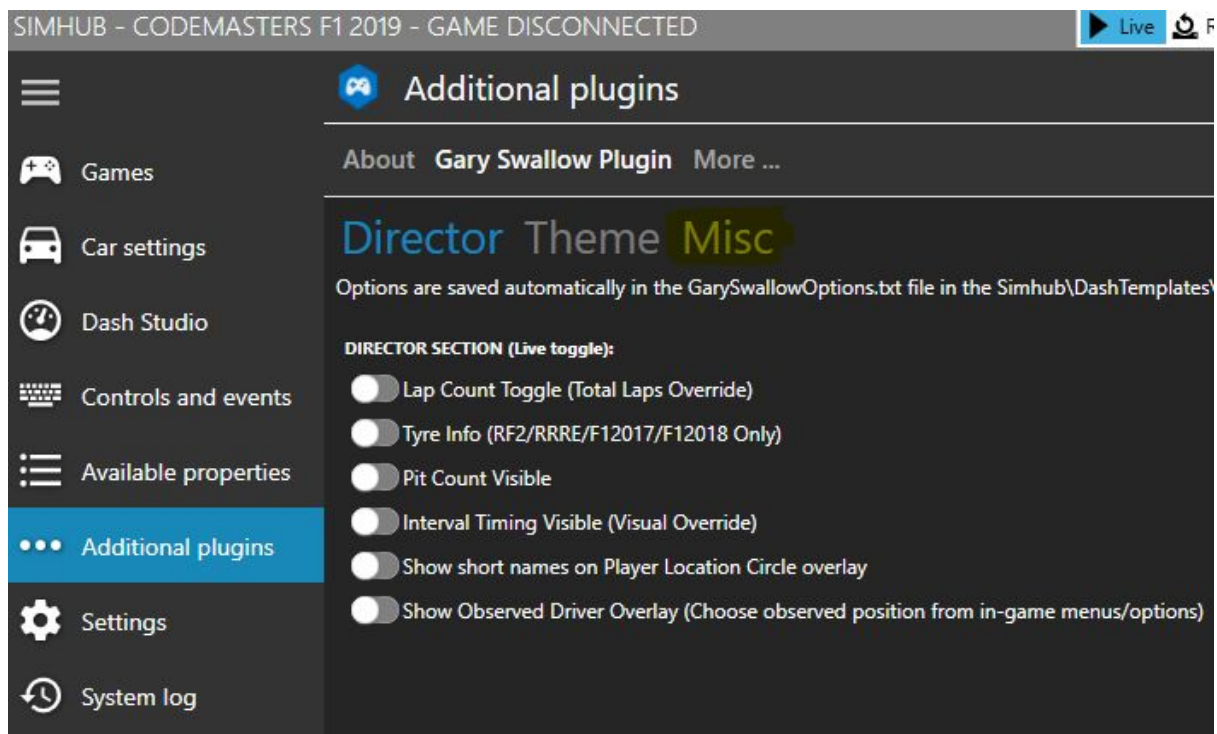 SIMHUB - CODEMASTERS F1 2019 - GAME DISCONNECTED
Live
R
Additional plugins
Games
About Gary Swallow Plugin More ...
Car settings
Director Theme Misc
Options are saved automatically in the GarySwallowOptions.txt file in the Simhub\DashTemplates\
Dash Studio
DIRECTOR SECTION (Live toggle):
Controls and events
Lap Count Toggle (Total Laps Override)
Tyre Info (RF2/RRRE/F12017/F12018 Only)
Available properties
Pit Count Visible
Interval Timing Visible (Visual Override)
Additional plugins
Show short names on Player Location Circle overlay
Settings
Show Observed Driver Overlay (Choose observed position from in-game menus/options)
System log